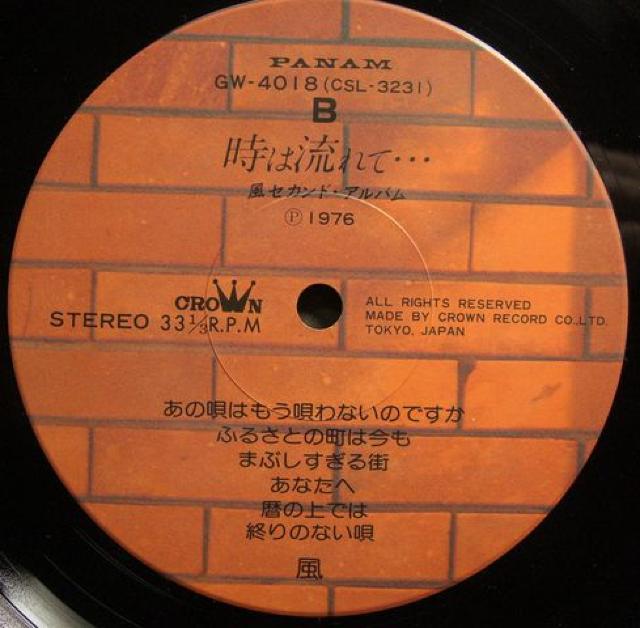 PANAM
GW-4018(CSL-3231)
B
時は流れて…
風セカンド・アルバム
Ⓟ1976
CROWN
STEREO 33⅓R.P.M
ALL RIGHTS RESERVED
MADE BY CROWN RECORD CO.,LTD.
TOKYO, JAPAN
あの唄はもう唄わないのですか
ふるさとの町は今も
まぶしすぎる街
あなたへ
暦の上では
終りのない唄
風